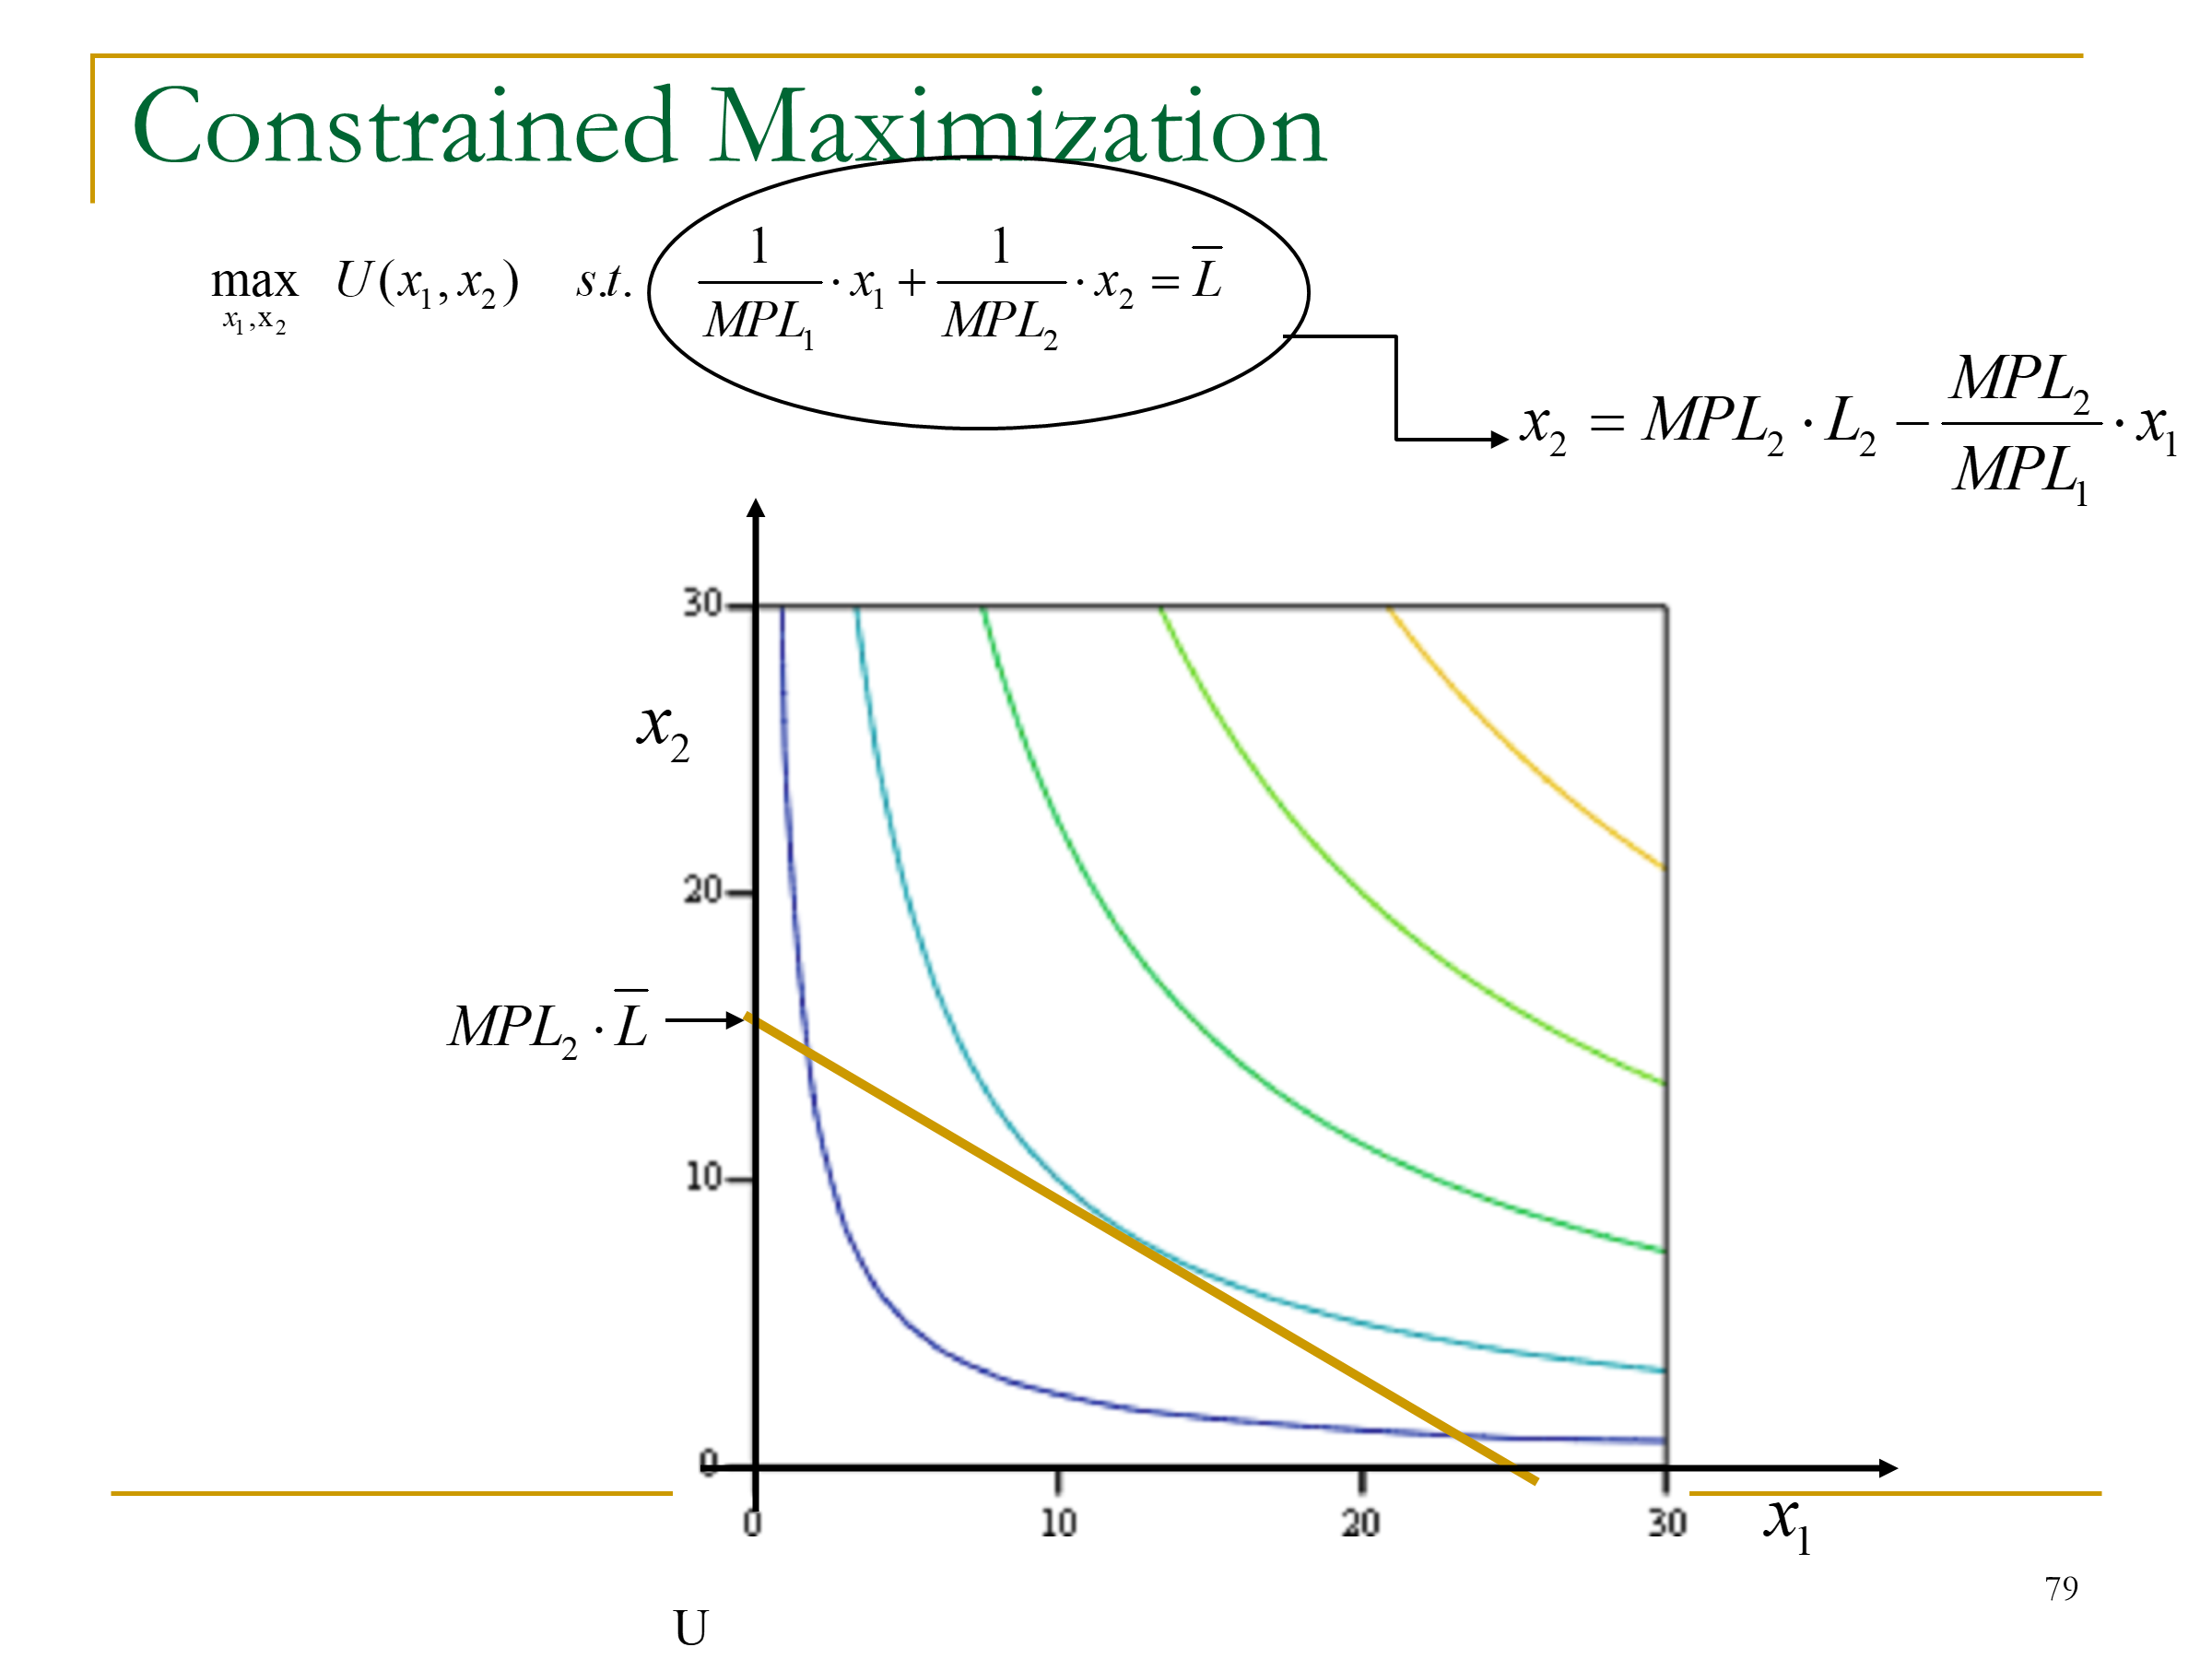 Constrained Maximization
max U(x₁, x₂) s.t. 1/MPL₁ · x₁ + 1/MPL₂ · x₂ = L̅
x₁, x₂
x₂ = MPL₂ · L₂ − MPL₂/MPL₁ · x₁
30
x₂
20
MPL₂ · L̅
10
0
0 10 20 30
x₁
79
U